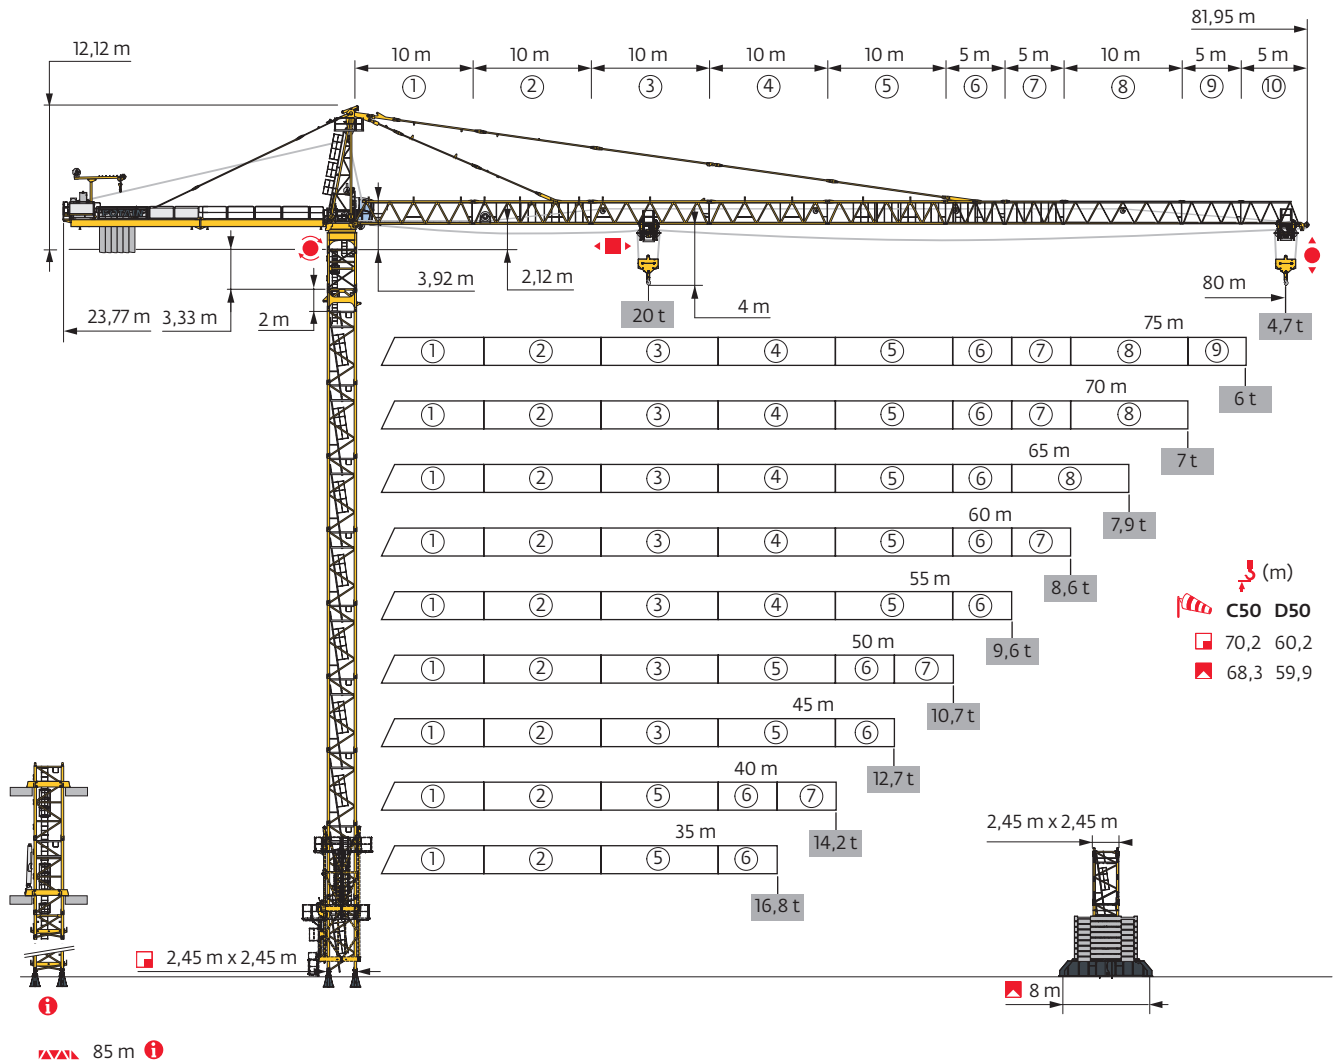 81,95 m
12,12 m
10 m 10 m 10 m 10 m 10 m 5 m 5 m 10 m 5 m 5 m
1 2 3 4 5 6 7 8 9 10
3,92 m 2,12 m 80 m
23,77 m 3,33 m 2 m 20 t 4 m 4,7 t
75 m
1 2 3 4 5 6 7 8 9
6 t
70 m
1 2 3 4 5 6 7 8
7 t
65 m
1 2 3 4 5 6 8
7,9 t
60 m
1 2 3 4 5 6 7
8,6 t
55 m
1 2 3 4 5 6
9,6 t
50 m
1 2 3 5 6 7
10,7 t
45 m
1 2 3 5 6
12,7 t
40 m
1 2 5 6 7
14,2 t
35 m
1 2 5 6
16,8 t
(m)
C50 D50
70,2 60,2
68,3 59,9
2,45 m x 2,45 m
2,45 m x 2,45 m
8 m
i
85 m i